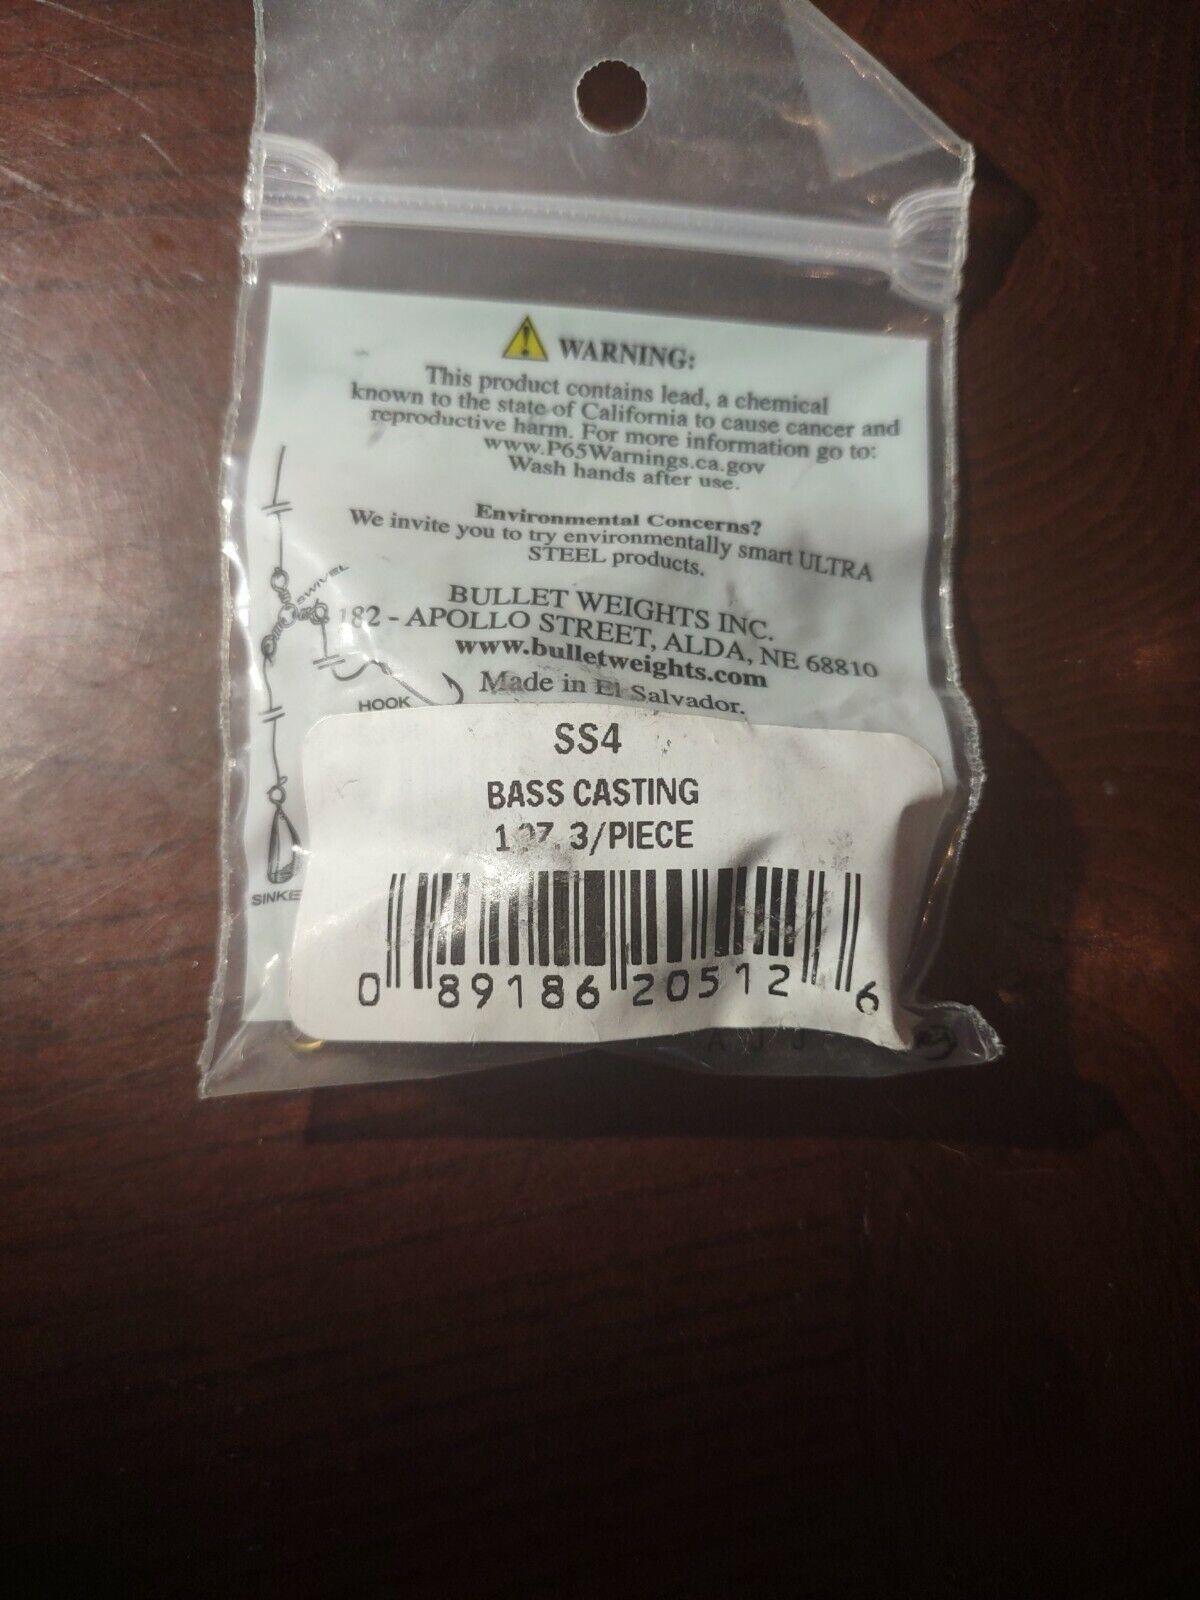 WARNING:
This product contains lead, a chemical
known to the state of California to cause cancer and
reproductive harm. For more information go to:
www.P65Warnings.ca.gov
Wash hands after use.
Environmental Concerns?
We invite you to try environmentally smart ULTRA
STEEL products.
BULLET WEIGHTS INC.
182 - APOLLO STREET, ALDA, NE 68810
www.bulletweights.com
Made in El Salvador.
SWIVEL
HOOK
SINKE
SS4
BASS CASTING
1 OZ. 3/PIECE
0 89186 20512 6